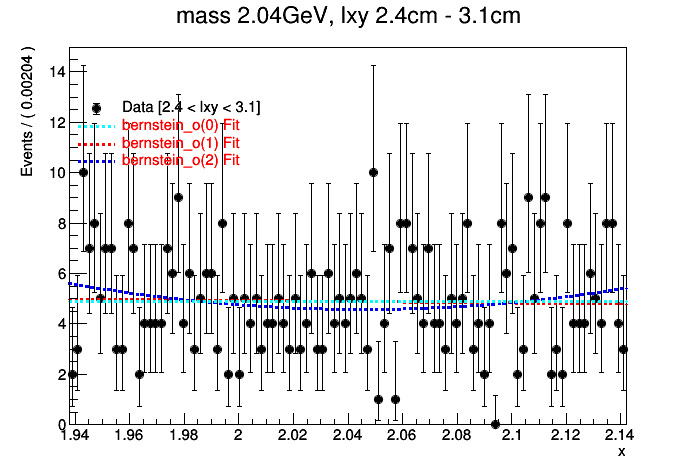 mass 2.04GeV, lxy 2.4cm - 3.1cm
Events / ( 0.00204 )
14
12
10
8
6
4
2
0
Data [2.4 < lxy < 3.1]
bernstein_o(0) Fit
bernstein_o(1) Fit
bernstein_o(2) Fit
1.94 1.96 1.98 2 2.02 2.04 2.06 2.08 2.1 2.12 2.14
x